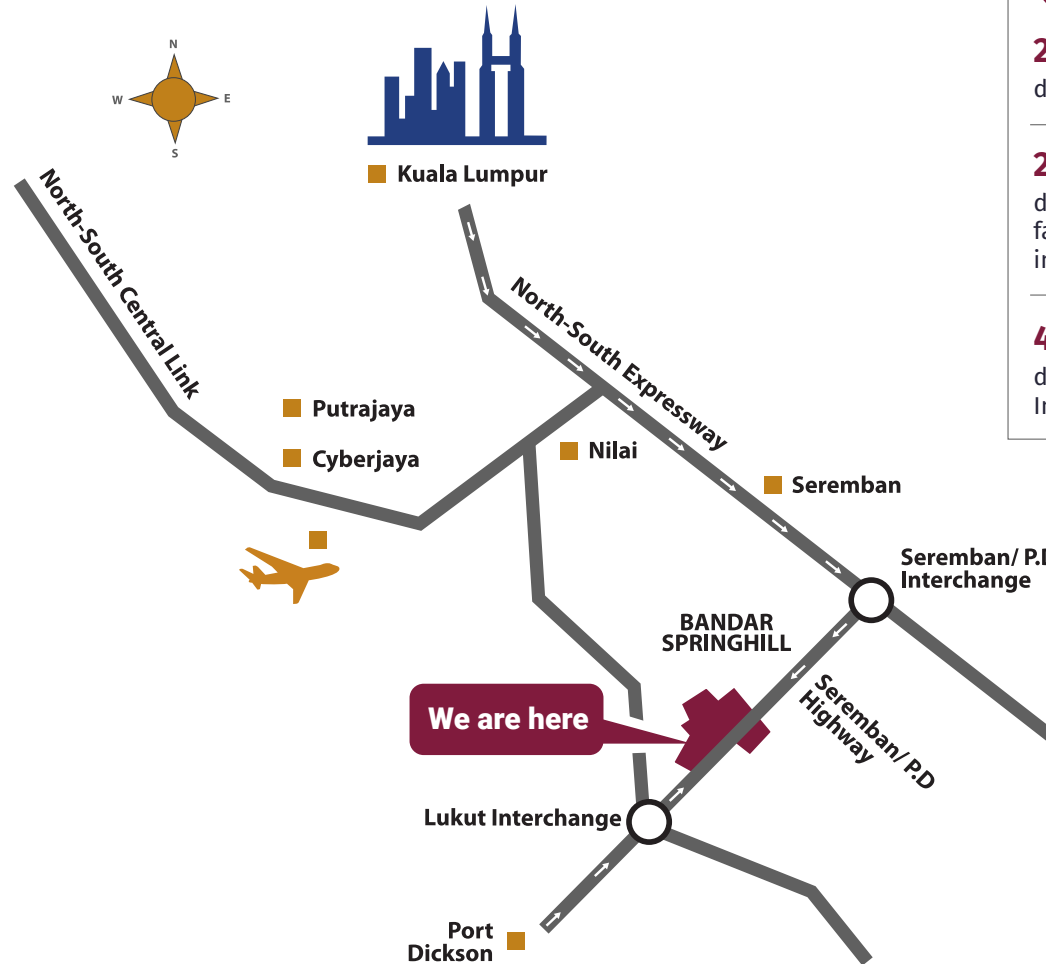 N
W
E
S
Kuala Lumpur
North-South Central Link
North-South Expressway
Putrajaya
Cyberjaya
Nilai
Seremban
Seremban/
Interchange
BANDAR
SPRINGHILL
We are here
Seremban/ P.D
Highway
Lukut Interchange
Port
Dickson